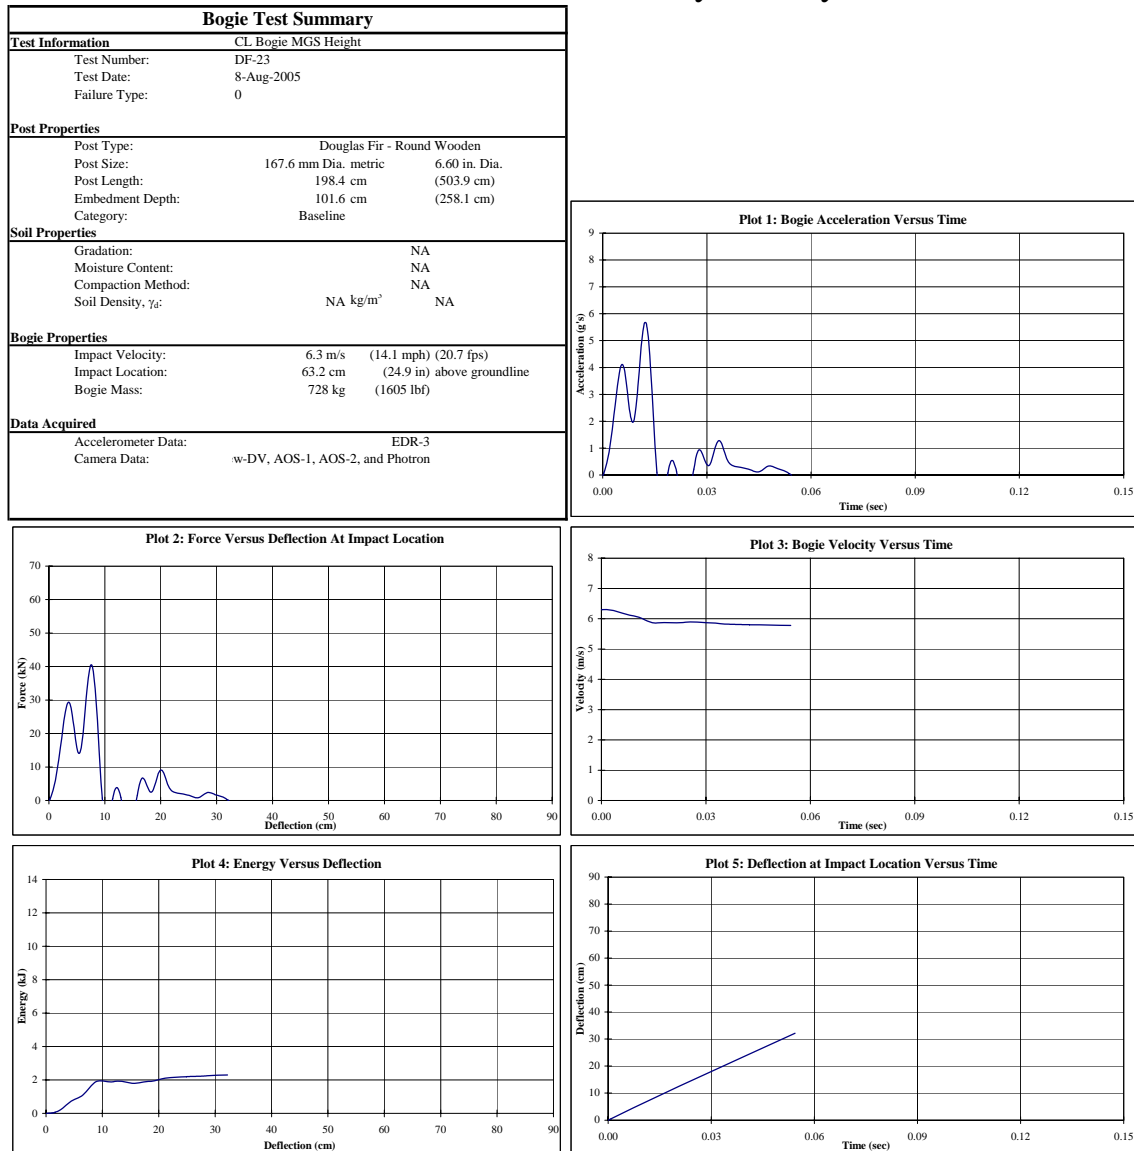 Bogie Test Summary
Test Information CL Bogie MGS Height
Test Number: DF-23
Test Date: 8-Aug-2005
Failure Type: 0
Post Properties
Post Type: Douglas Fir - Round Wooden
Post Size: 167.6 mm Dia. metric 6.60 in. Dia.
Post Length: 198.4 cm (503.9 cm)
Embedment Depth: 101.6 cm (258.1 cm)
Category: Baseline
Soil Properties
Gradation: NA
Moisture Content: NA
Compaction Method: NA
Soil Density, γd: NA kg/m³ NA
Bogie Properties
Impact Velocity: 6.3 m/s (14.1 mph) (20.7 fps)
Impact Location: 63.2 cm (24.9 in) above groundline
Bogie Mass: 728 kg (1605 lbf)
Data Acquired
Accelerometer Data: EDR-3
Camera Data: w-DV, AOS-1, AOS-2, and Photron
Plot 1: Bogie Acceleration Versus Time
Acceleration (g's)
9
8
7
6
5
4
3
2
1
0
0.00 0.03 0.06 0.09 0.12 0.15
Time (sec)
Plot 2: Force Versus Deflection At Impact Location
Force (kN)
70
60
50
40
30
20
10
0
0 10 20 30 40 50 60 70 80 90
Deflection (cm)
Plot 3: Bogie Velocity Versus Time
Velocity (m/s)
8
7
6
5
4
3
2
1
0
0.00 0.03 0.06 0.09 0.12 0.15
Time (sec)
Plot 4: Energy Versus Deflection
Energy (kJ)
14
12
10
8
6
4
2
0
0 10 20 30 40 50 60 70 80 90
Deflection (cm)
Plot 5: Deflection at Impact Location Versus Time
Deflection (cm)
90
80
70
60
50
40
30
20
10
0
0.00 0.03 0.06 0.09 0.12 0.15
Time (sec)